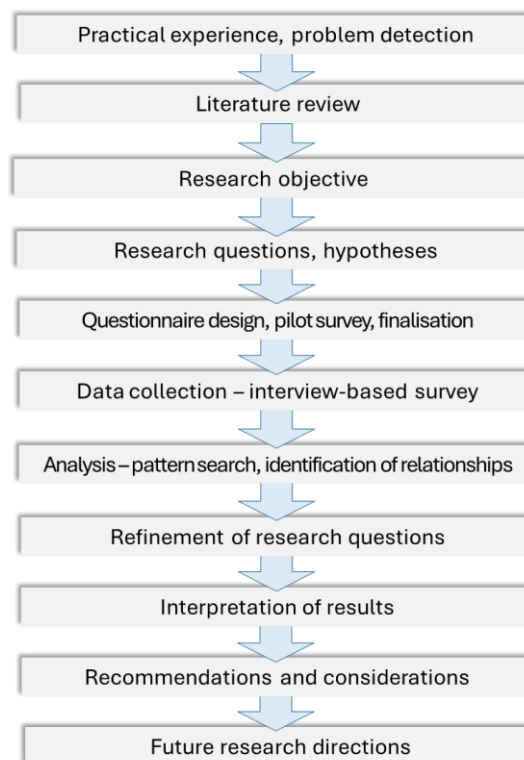 Practical experience, problem detection
Literature review
Research objective
Research questions, hypotheses
Questionnaire design, pilot survey, finalisation
Data collection – interview-based survey
Analysis – pattern search, identification of relationships
Refinement of research questions
Interpretation of results
Recommendations and considerations
Future research directions